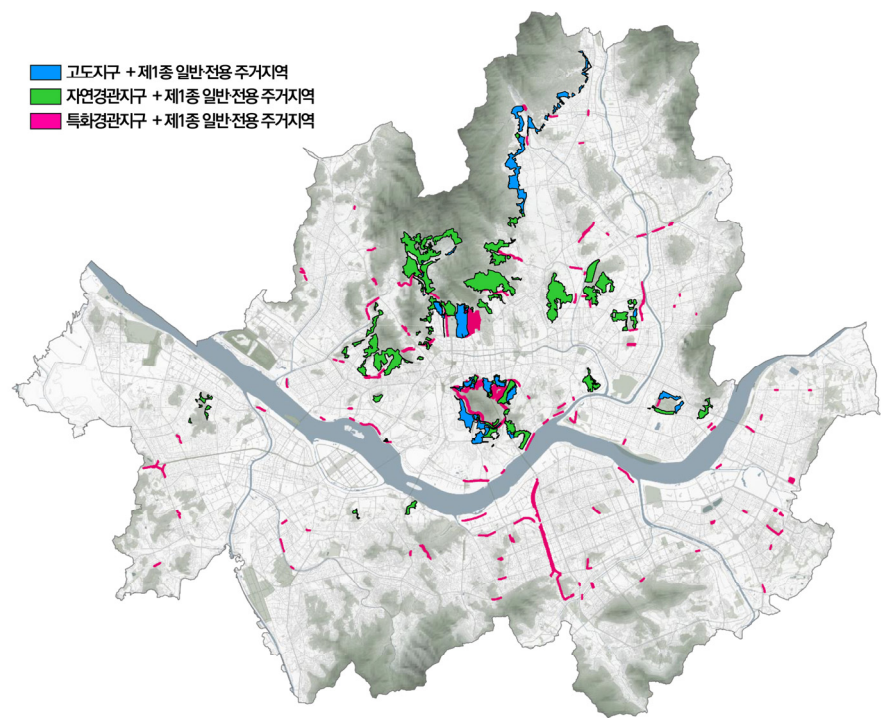 고도지구 + 제1종 일반·전용 주거지역
자연경관지구 + 제1종 일반·전용 주거지역
특화경관지구 + 제1종 일반·전용 주거지역